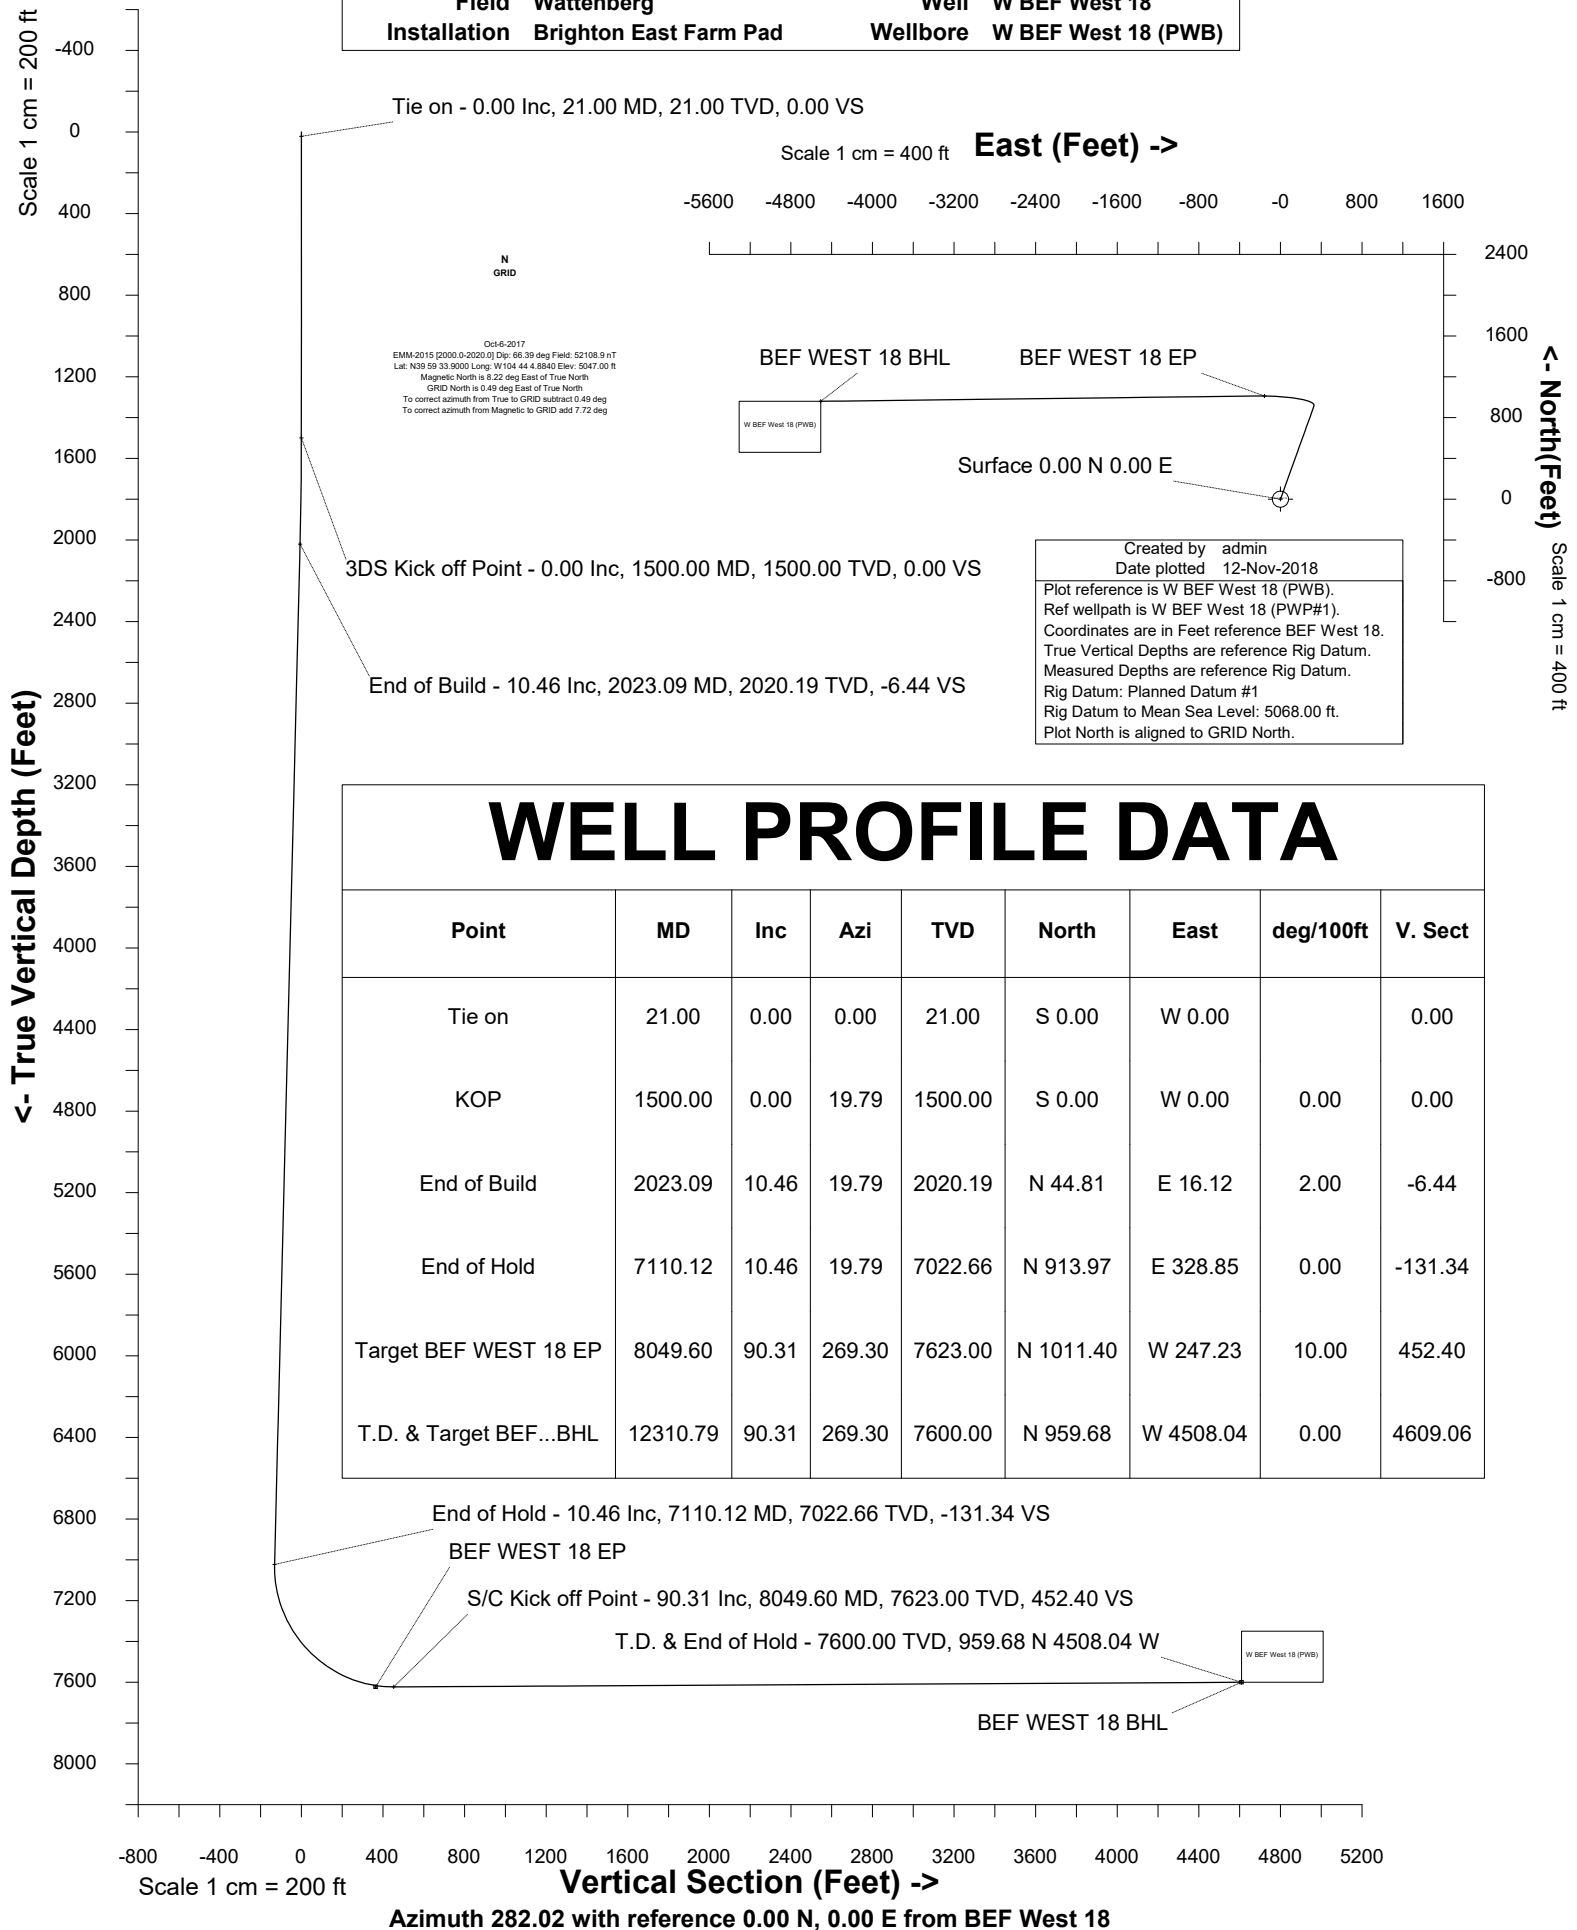 Field Wattenberg Well W BEF West 18
Installation Brighton East Farm Pad Wellbore W BEF West 18 (PWB)
Scale 1 cm = 200 ft
<- True Vertical Depth (Feet)
-400
0
400
800
1200
1600
2000
2400
2800
3200
3600
4000
4400
4800
5200
5600
6000
6400
6800
7200
7600
8000
Tie on - 0.00 Inc, 21.00 MD, 21.00 TVD, 0.00 VS
Scale 1 cm = 400 ft East (Feet) ->
-5600 -4800 -4000 -3200 -2400 -1600 -800 -0 800 1600
2400
1600
800
0
-800
<- North(Feet) Scale 1 cm = 400 ft
N
GRID
Oct-6-2017
EMM-2015 [2000.0-2020.0] Dip: 66.39 deg Field: 52108.9 nT
Lat: N39 59 33.9000 Long: W104 44 4.8840 Elev: 5047.00 ft
Magnetic North is 8.22 deg East of True North
GRID North is 0.49 deg East of True North
To correct azimuth from True to GRID subtract 0.49 deg
To correct azimuth from Magnetic to GRID add 7.72 deg
BEF WEST 18 BHL BEF WEST 18 EP
W BEF West 18 (PWB)
Surface 0.00 N 0.00 E
3DS Kick off Point - 0.00 Inc, 1500.00 MD, 1500.00 TVD, 0.00 VS
End of Build - 10.46 Inc, 2023.09 MD, 2020.19 TVD, -6.44 VS
Created by admin
Date plotted 12-Nov-2018
Plot reference is W BEF West 18 (PWB).
Ref wellpath is W BEF West 18 (PWP#1).
Coordinates are in Feet reference BEF West 18.
True Vertical Depths are reference Rig Datum.
Measured Depths are reference Rig Datum.
Rig Datum: Planned Datum #1
Rig Datum to Mean Sea Level: 5068.00 ft.
Plot North is aligned to GRID North.
WELL PROFILE DATA
Point MD Inc Azi TVD North East deg/100ft V. Sect
Tie on 21.00 0.00 0.00 21.00 S 0.00 W 0.00 0.00
KOP 1500.00 0.00 19.79 1500.00 S 0.00 W 0.00 0.00 0.00
End of Build 2023.09 10.46 19.79 2020.19 N 44.81 E 16.12 2.00 -6.44
End of Hold 7110.12 10.46 19.79 7022.66 N 913.97 E 328.85 0.00 -131.34
Target BEF WEST 18 EP 8049.60 90.31 269.30 7623.00 N 1011.40 W 247.23 10.00 452.40
T.D. & Target BEF...BHL 12310.79 90.31 269.30 7600.00 N 959.68 W 4508.04 0.00 4609.06
End of Hold - 10.46 Inc, 7110.12 MD, 7022.66 TVD, -131.34 VS
BEF WEST 18 EP
S/C Kick off Point - 90.31 Inc, 8049.60 MD, 7623.00 TVD, 452.40 VS
T.D. & End of Hold - 7600.00 TVD, 959.68 N 4508.04 W
W BEF West 18 (PWB)
BEF WEST 18 BHL
-800 -400 0 400 800 1200 1600 2000 2400 2800 3200 3600 4000 4400 4800 5200
Scale 1 cm = 200 ft Vertical Section (Feet) ->
Azimuth 282.02 with reference 0.00 N, 0.00 E from BEF West 18